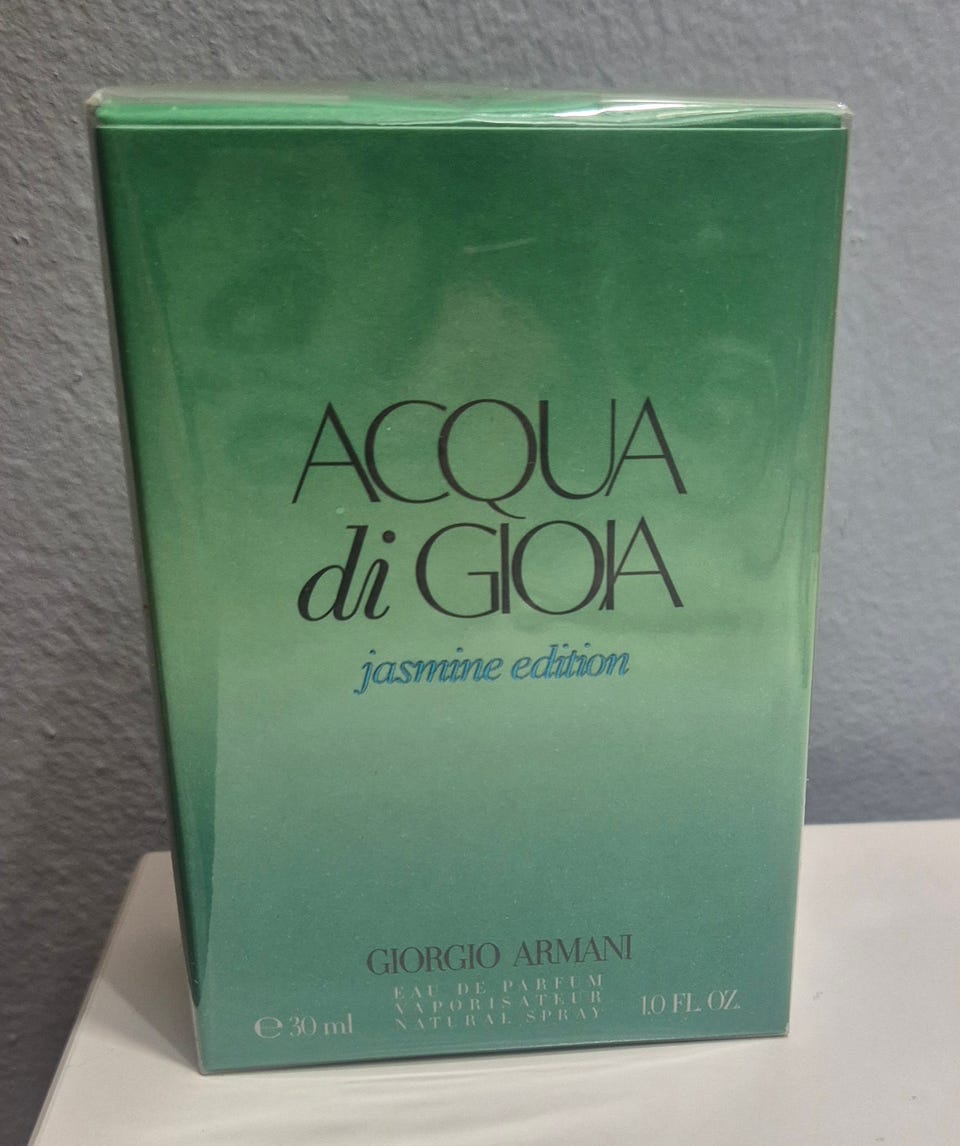 ACQUA
di GIOIA
jasmine edition
GIORGIO ARMANI
EAU DE PARFUM
VAPORISATEUR
NATURAL SPRAY
℮ 30 ml
1.0 FL. OZ.